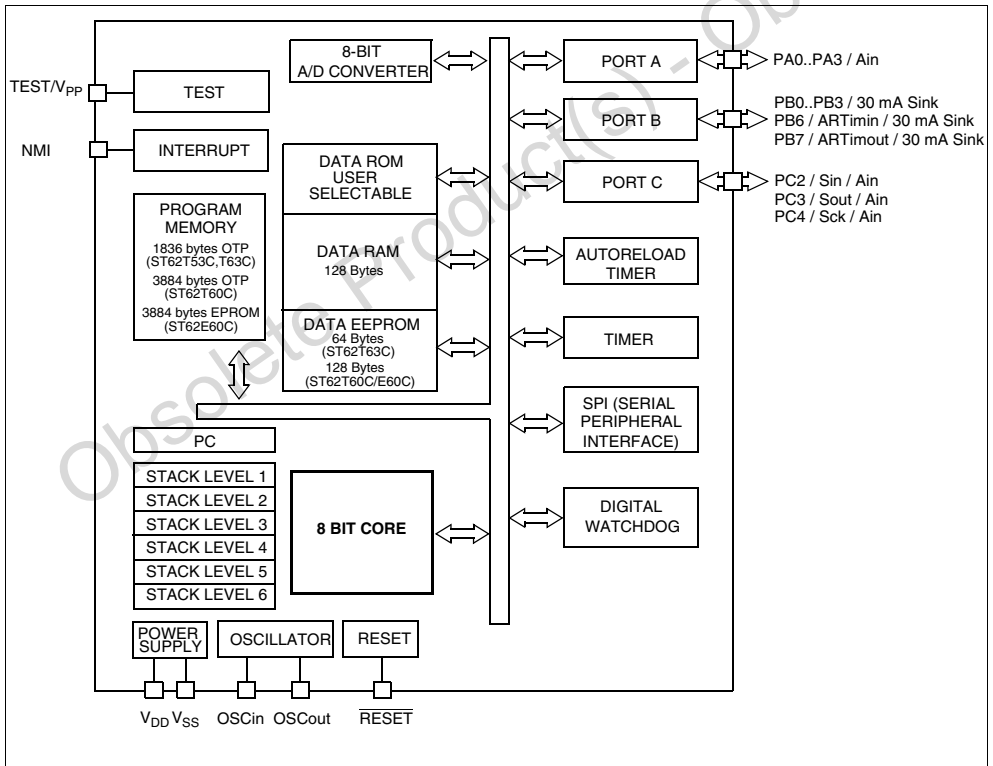 8-BIT
A/D CONVERTER
PORT A
PA0..PA3 / Ain
TEST/VPP
TEST
PORT B
PB0..PB3 / 30 mA Sink
PB6 / ARTimin / 30 mA Sink
PB7 / ARTimout / 30 mA Sink
NMI
INTERRUPT
DATA ROM
USER
SELECTABLE
PORT C
PC2 / Sin / Ain
PC3 / Sout / Ain
PC4 / Sck / Ain
PROGRAM
MEMORY
1836 bytes OTP
(ST62T53C,T63C)
3884 bytes OTP
(ST62T60C)
3884 bytes EPROM
(ST62E60C)
DATA RAM
128 Bytes
AUTORELOAD
TIMER
DATA EEPROM
64 Bytes
(ST62T63C)
128 Bytes
(ST62T60C/E60C)
TIMER
SPI (SERIAL
PERIPHERAL
INTERFACE)
PC
STACK LEVEL 1
STACK LEVEL 2
STACK LEVEL 3
STACK LEVEL 4
STACK LEVEL 5
STACK LEVEL 6
8 BIT CORE
DIGITAL
WATCHDOG
POWER
SUPPLY
OSCILLATOR
RESET
VDD VSS
OSCin OSCout
RESET
Obsolete Product(s) - Ob